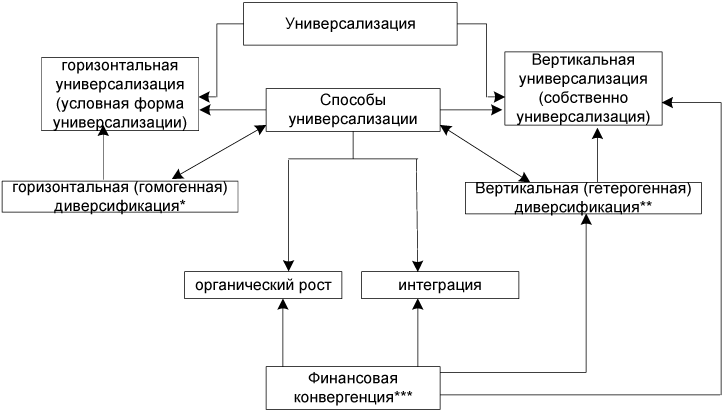 Универсализация
горизонтальная
универсализация
(условная форма
универсализации)
Вертикальная
универсализация
(собственно
универсализация)
Способы
универсализации
горизонтальная (гомогенная)
диверсификация*
Вертикальная (гетерогенная)
диверсификация**
органический рост
интеграция
Финансовая
конвергенция***